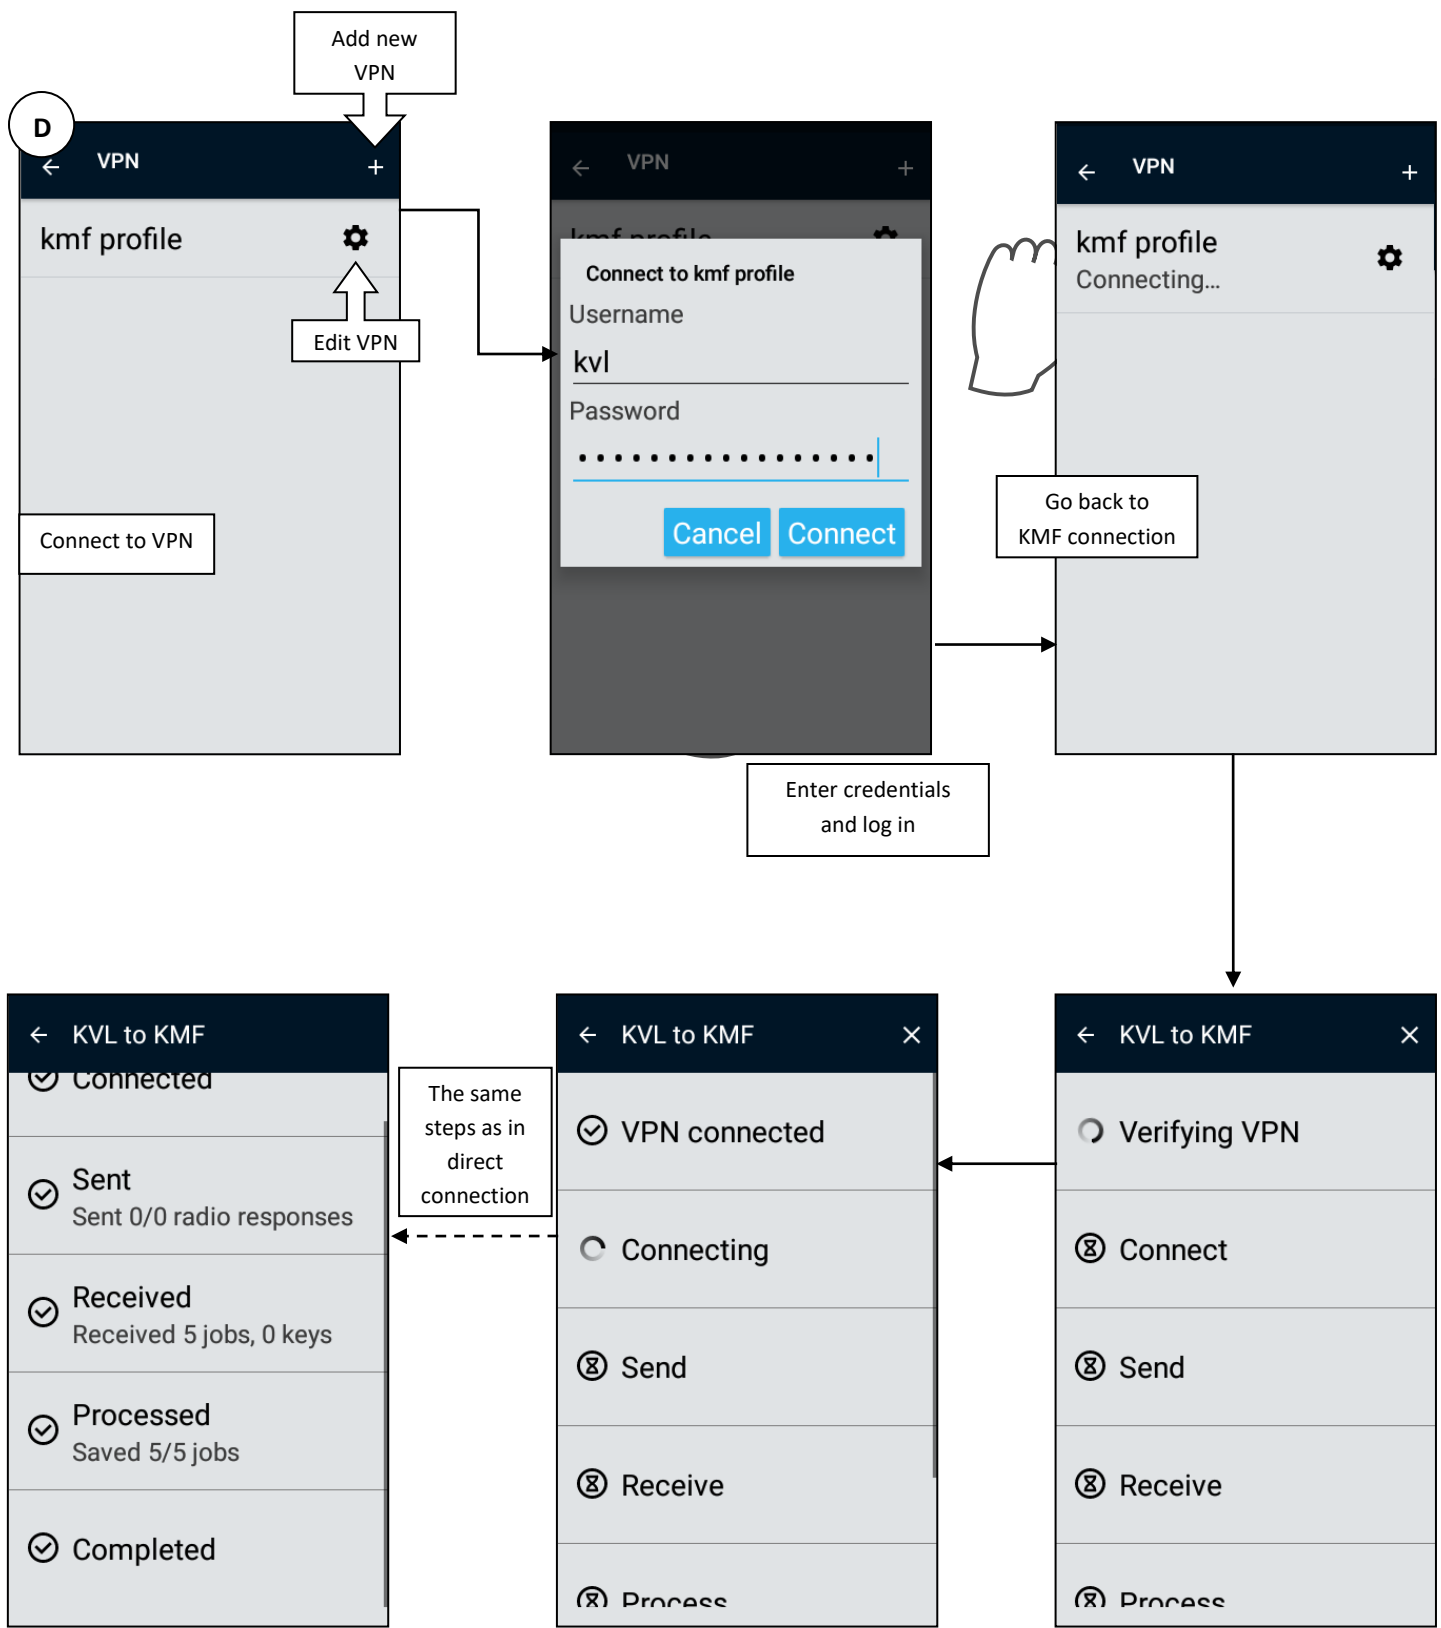 Add new
VPN
D
VPN
kmf profile
Edit VPN
Connect to VPN
VPN
kmf profile
Connect to kmf profile
Username
kvl
Password
Cancel
Connect
Enter credentials
and log in
VPN
kmf profile
Connecting...
Go back to
KMF connection
KVL to KMF
Verifying VPN
Connect
Send
Receive
Process
KVL to KMF
VPN connected
Connecting
Send
Receive
Process
The same
steps as in
direct
connection
KVL to KMF
Connected
Sent
Sent 0/0 radio responses
Received
Received 5 jobs, 0 keys
Processed
Saved 5/5 jobs
Completed